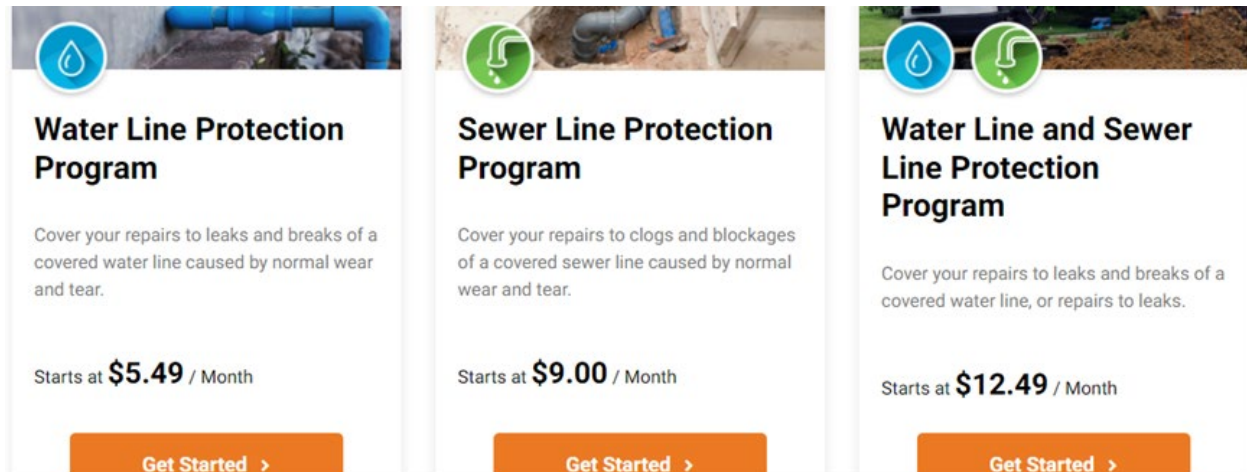 Water Line Protection
Program
Cover your repairs to leaks and breaks of a
covered water line caused by normal wear
and tear.
Starts at $5.49 / Month
Get Started >
Sewer Line Protection
Program
Cover your repairs to clogs and blockages
of a covered sewer line caused by normal
wear and tear.
Starts at $9.00 / Month
Get Started >
Water Line and Sewer
Line Protection
Program
Cover your repairs to leaks and breaks of a
covered water line, or repairs to leaks.
Starts at $12.49 / Month
Get Started >